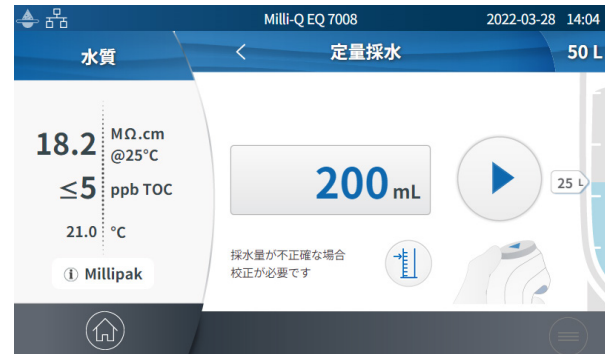 Milli-Q EQ 7008
2022-03-28 14:04
水質
定量採水
50 L
18.2 MΩ.cm
@25°C
≤5 ppb TOC
21.0 °C
Millipak
200 mL
25 L
採水量が不正確な場合
校正が必要です